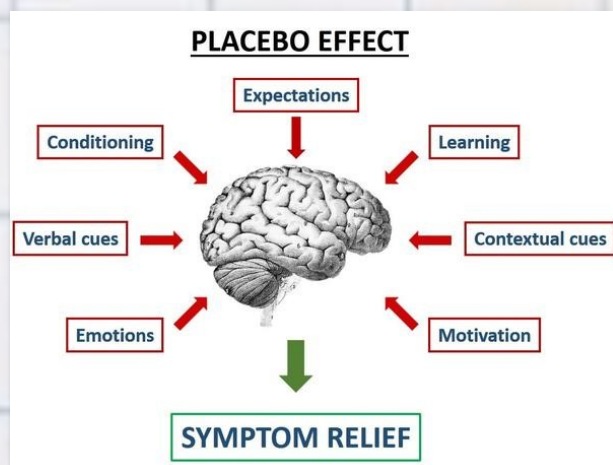 PLACEBO EFFECT
Expectations
Conditioning
Learning
Verbal cues
Contextual cues
Emotions
Motivation
SYMPTOM RELIEF